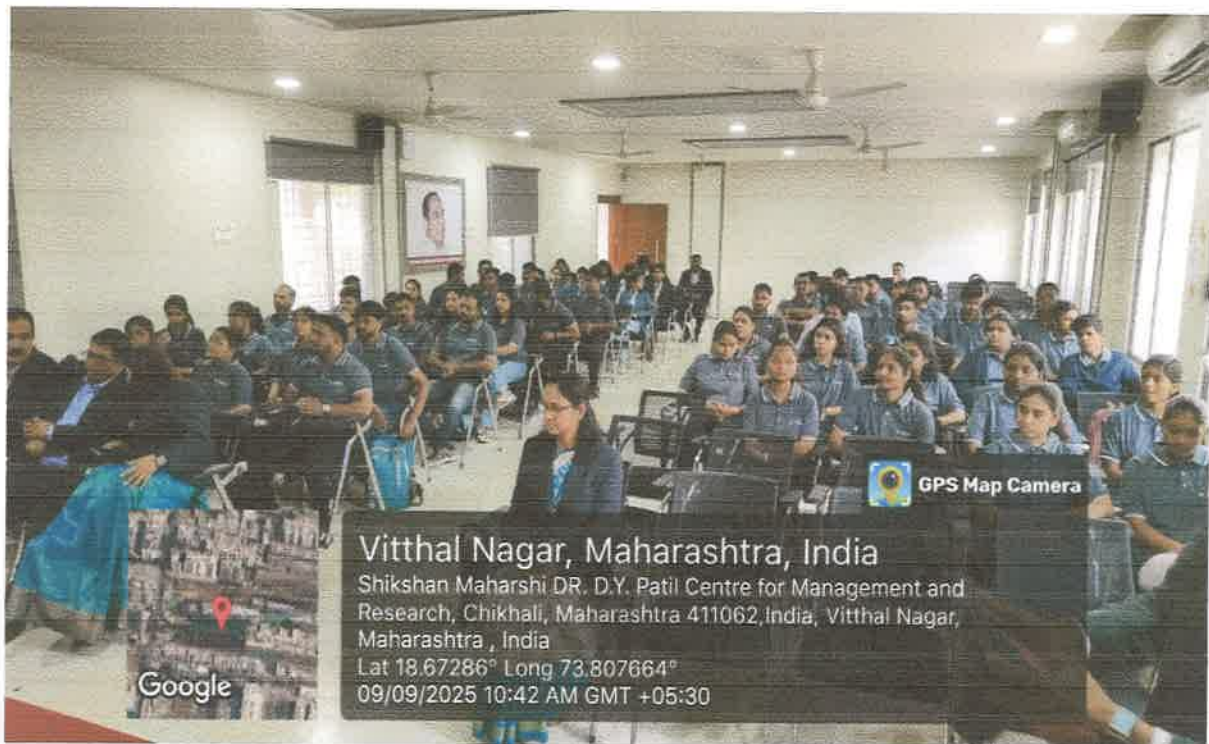 GPS Map Camera
Vitthal Nagar, Maharashtra, India
Shikshan Maharshi DR. D.Y. Patil Centre for Management and
Research, Chikhali, Maharashtra 411062,India, Vitthal Nagar,
Maharashtra , India
Lat 18.67286° Long 73.807664°
09/09/2025 10:42 AM GMT +05:30
Google